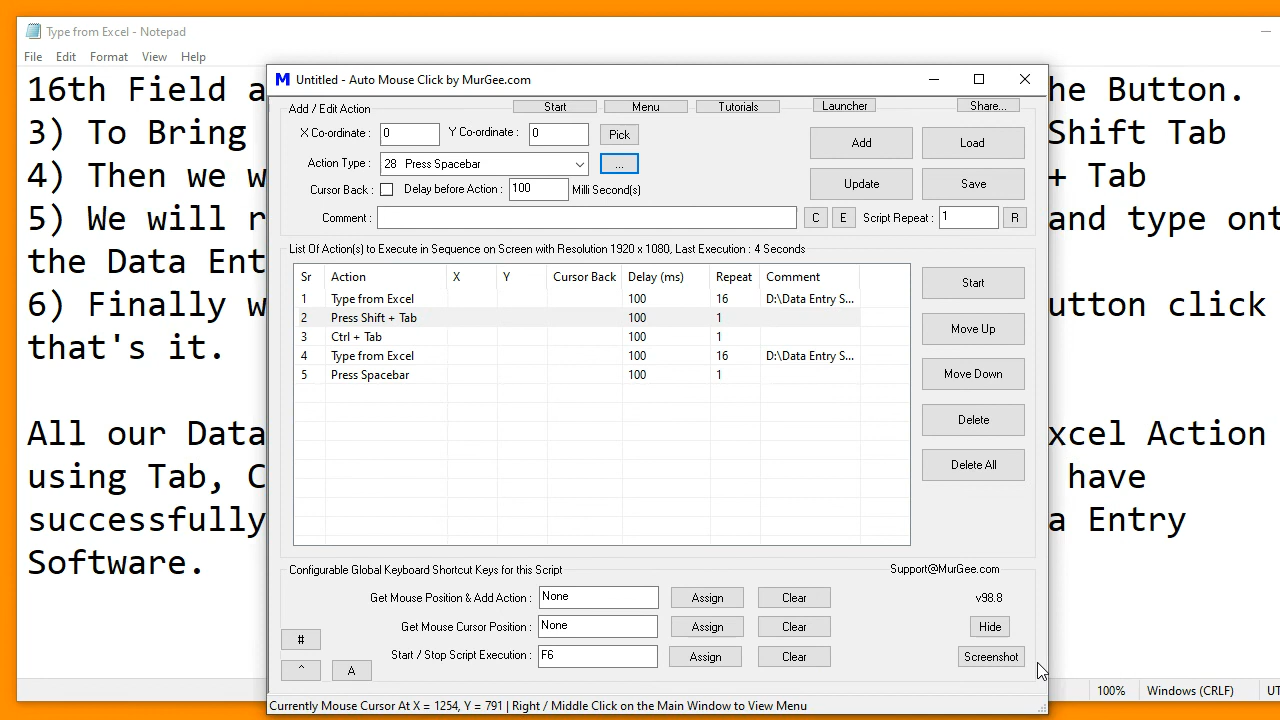 Type from Excel - Notepad
File Edit Format View Help
16th Field a
he Button.
3) To Bring
Shift Tab
4) Then we w
+ Tab
5) We will r
and type ont
the Data Ent
6) Finally w
utton click
that's it.
All our Data
xcel Action
using Tab, C
have
successfully
a Entry
Software.
100% Windows (CRLF) UT
M Untitled - Auto Mouse Click by MurGee.com
Add / Edit Action Start Menu Tutorials Launcher Share...
X Co-ordinate : 0 Y Co-ordinate : 0 Pick Add Load
Action Type : 28 Press Spacebar ...
Cursor Back : Delay before Action : 100 Milli Second(s) Update Save
Comment : C E Script Repeat : 1 R
List Of Action(s) to Execute in Sequence on Screen with Resolution 1920 x 1080, Last Execution : 4 Seconds
Sr Action X Y Cursor Back Delay (ms) Repeat Comment
1 Type from Excel 100 16 D:\Data Entry S...
2 Press Shift + Tab 100 1
3 Ctrl + Tab 100 1
4 Type from Excel 100 16 D:\Data Entry S...
5 Press Spacebar 100 1
Start
Move Up
Move Down
Delete
Delete All
Configurable Global Keyboard Shortcut Keys for this Script Support@MurGee.com
Get Mouse Position & Add Action : None Assign Clear v98.8
Get Mouse Cursor Position : None Assign Clear Hide
#
Start / Stop Script Execution : F6 Assign Clear Screenshot
^ A
Currently Mouse Cursor At X = 1254, Y = 791 | Right / Middle Click on the Main Window to View Menu